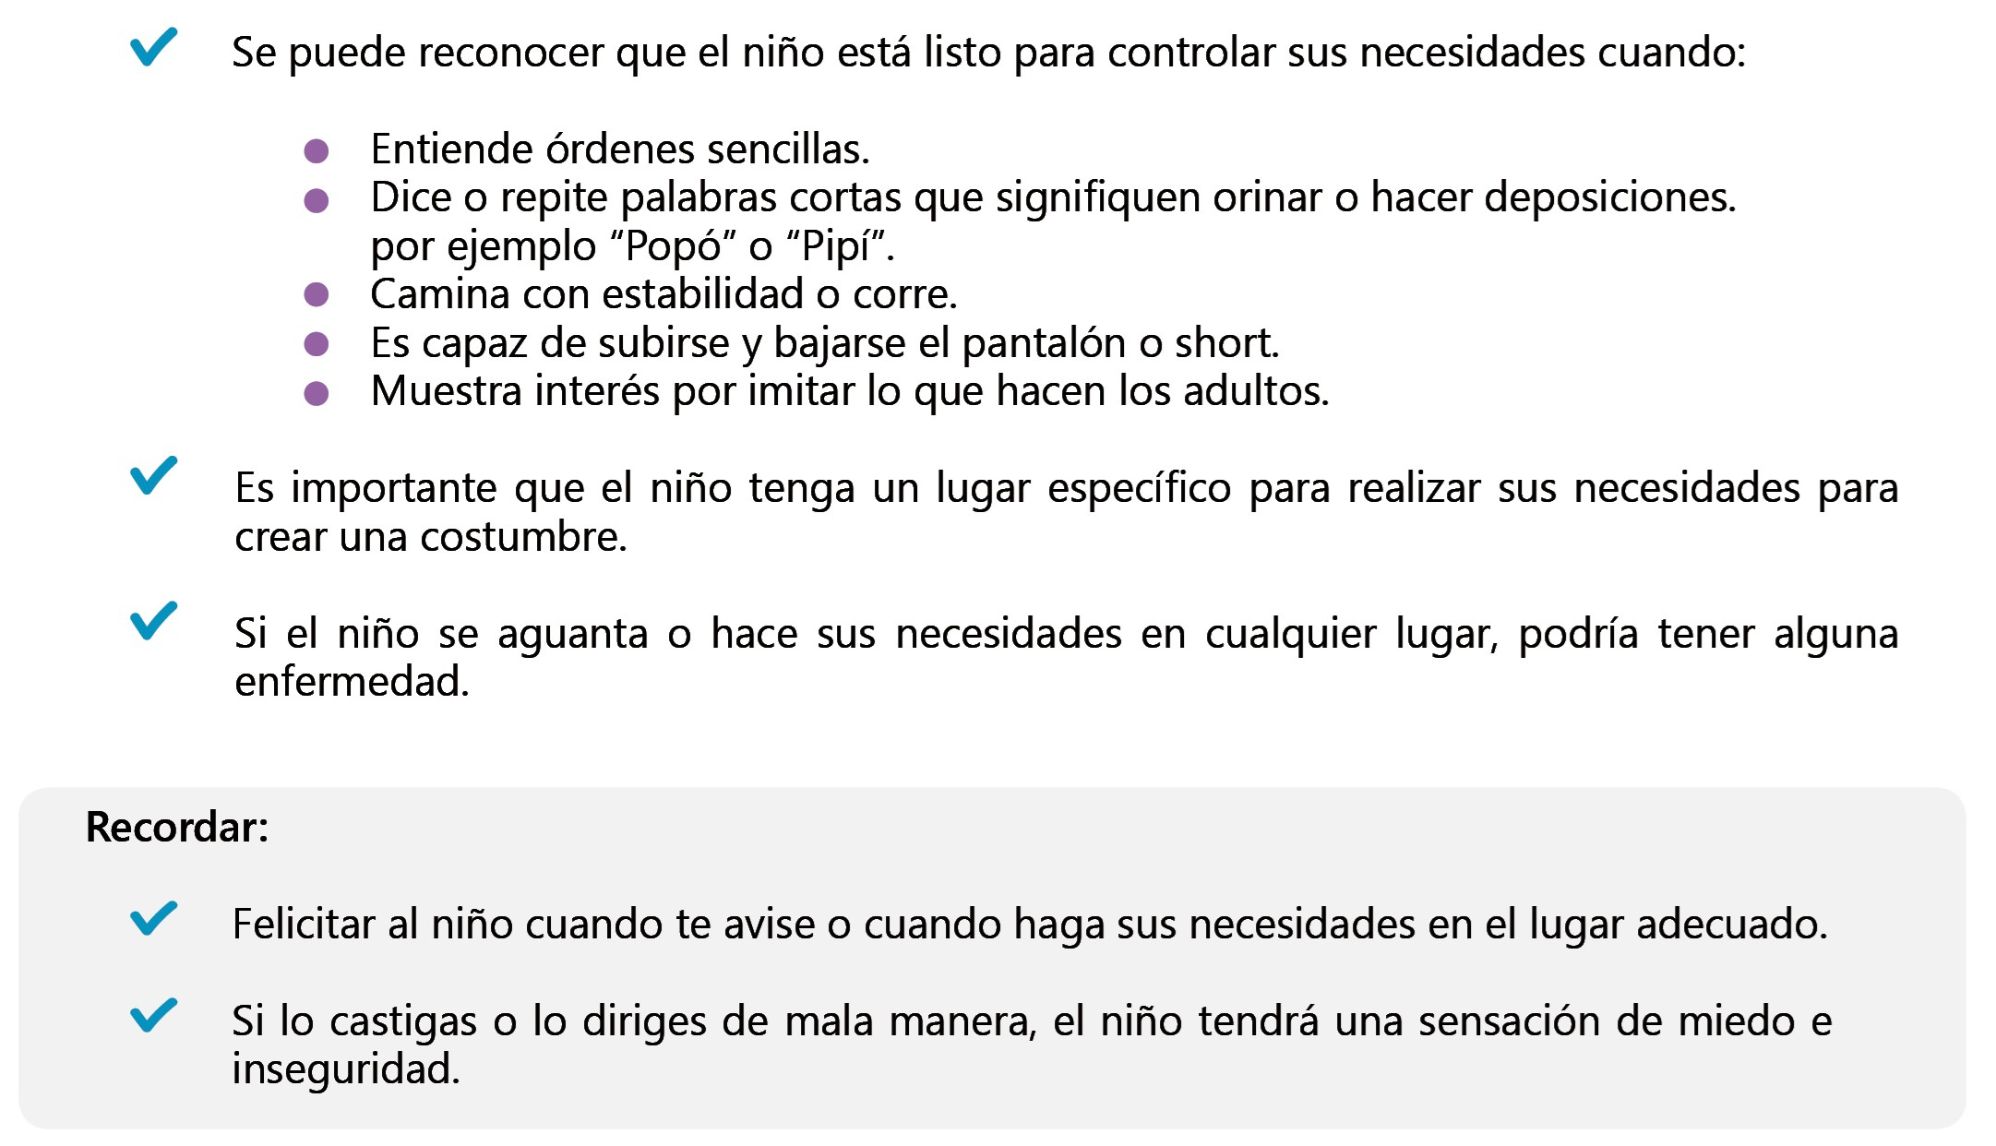 Se puede reconocer que el niño está listo para controlar sus necesidades cuando:
Entiende órdenes sencillas.
Dice o repite palabras cortas que signifiquen orinar o hacer deposiciones.
por ejemplo “Popó” o “Pipí”.
Camina con estabilidad o corre.
Es capaz de subirse y bajarse el pantalón o short.
Muestra interés por imitar lo que hacen los adultos.
Es importante que el niño tenga un lugar específico para realizar sus necesidades para
crear una costumbre.
Si el niño se aguanta o hace sus necesidades en cualquier lugar, podría tener alguna
enfermedad.
Recordar:
Felicitar al niño cuando te avise o cuando haga sus necesidades en el lugar adecuado.
Si lo castigas o lo diriges de mala manera, el niño tendrá una sensación de miedo e
inseguridad.